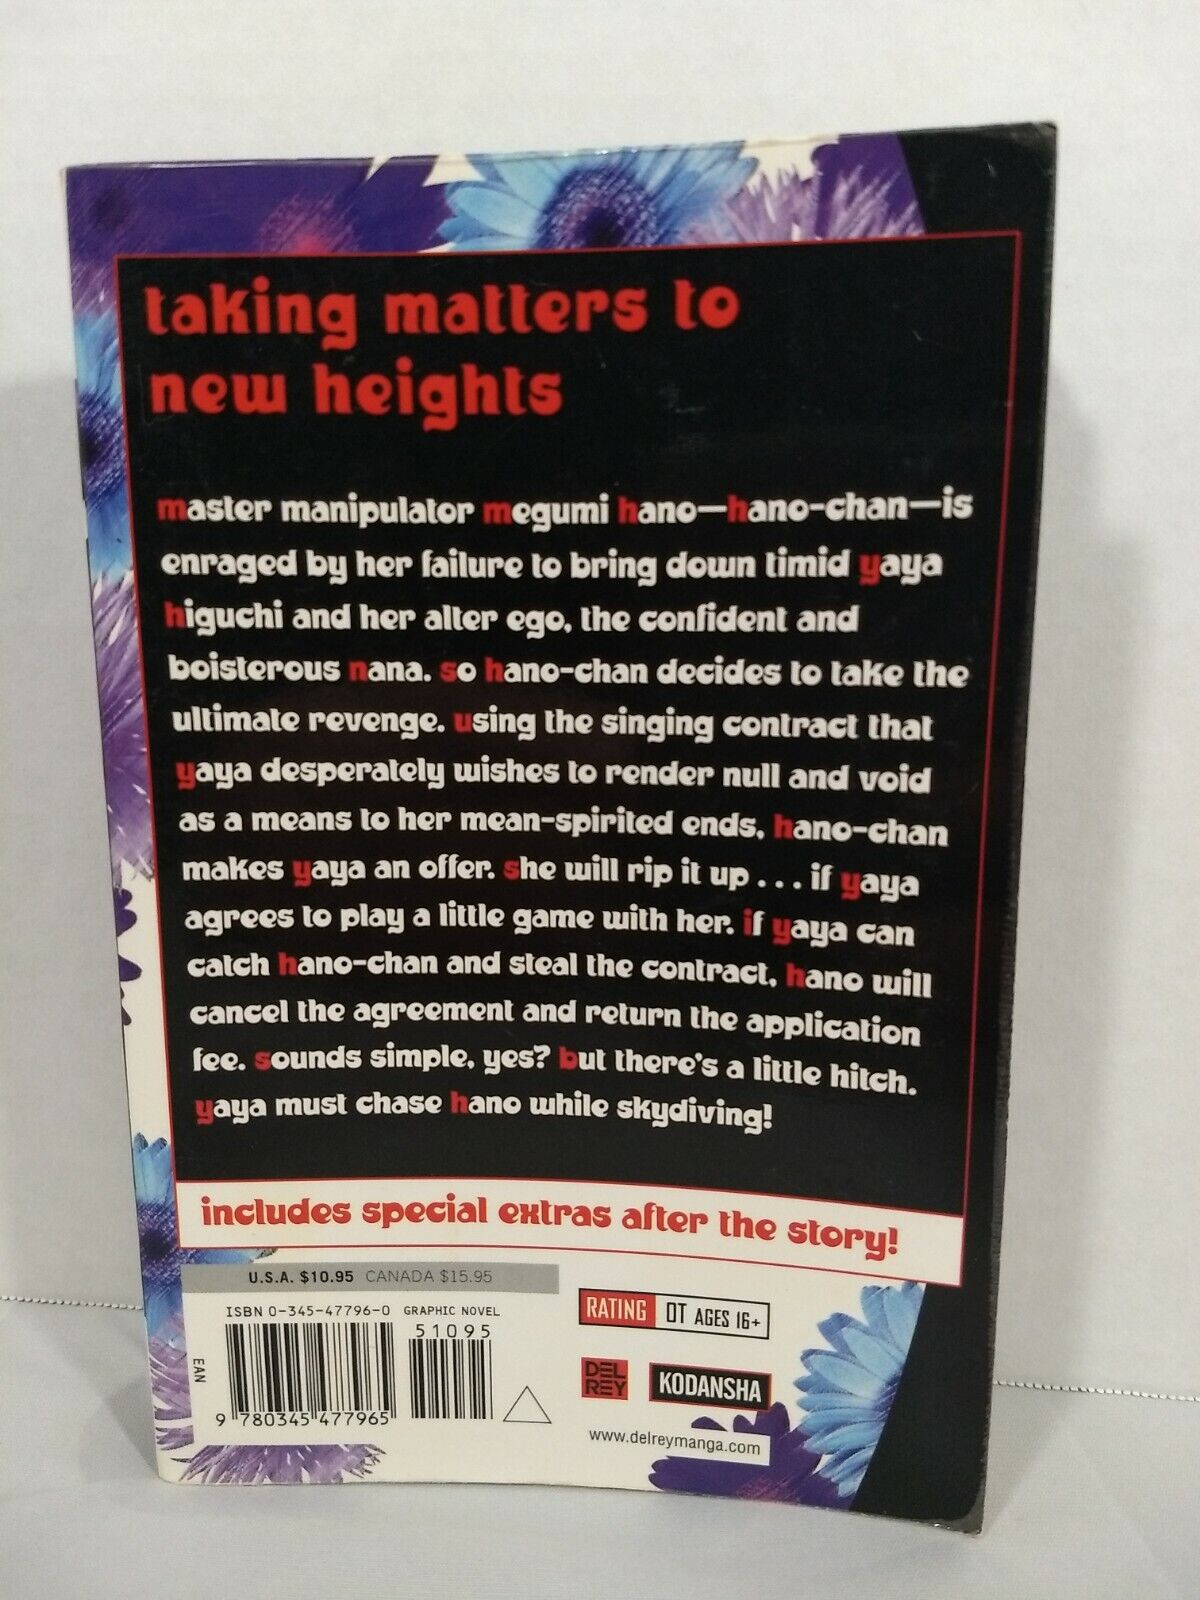 taking matters to
new heights
master manipulator megumi hano—hano-chan—is
enraged by her failure to bring down timid yaya
higuchi and her alter ego, the confident and
boisterous nana. so hano-chan decides to take the
ultimate revenge. using the singing contract that
yaya desperately wishes to render null and void
as a means to her mean-spirited ends, hano-chan
makes yaya an offer. she will rip it up . . . if yaya
agrees to play a little game with her. if yaya can
catch hano-chan and steal the contract, hano will
cancel the agreement and return the application
fee. sounds simple, yes? but there's a little hitch.
yaya must chase hano while skydiving!
includes special extras after the story!
U.S.A. $10.95 CANADA $15.95
ISBN 0-345-47796-0 GRAPHIC NOVEL
51095
EAN
9 780345 477965
RATING OT AGES 16+
DEL
REY
KODANSHA
www.delreymanga.com